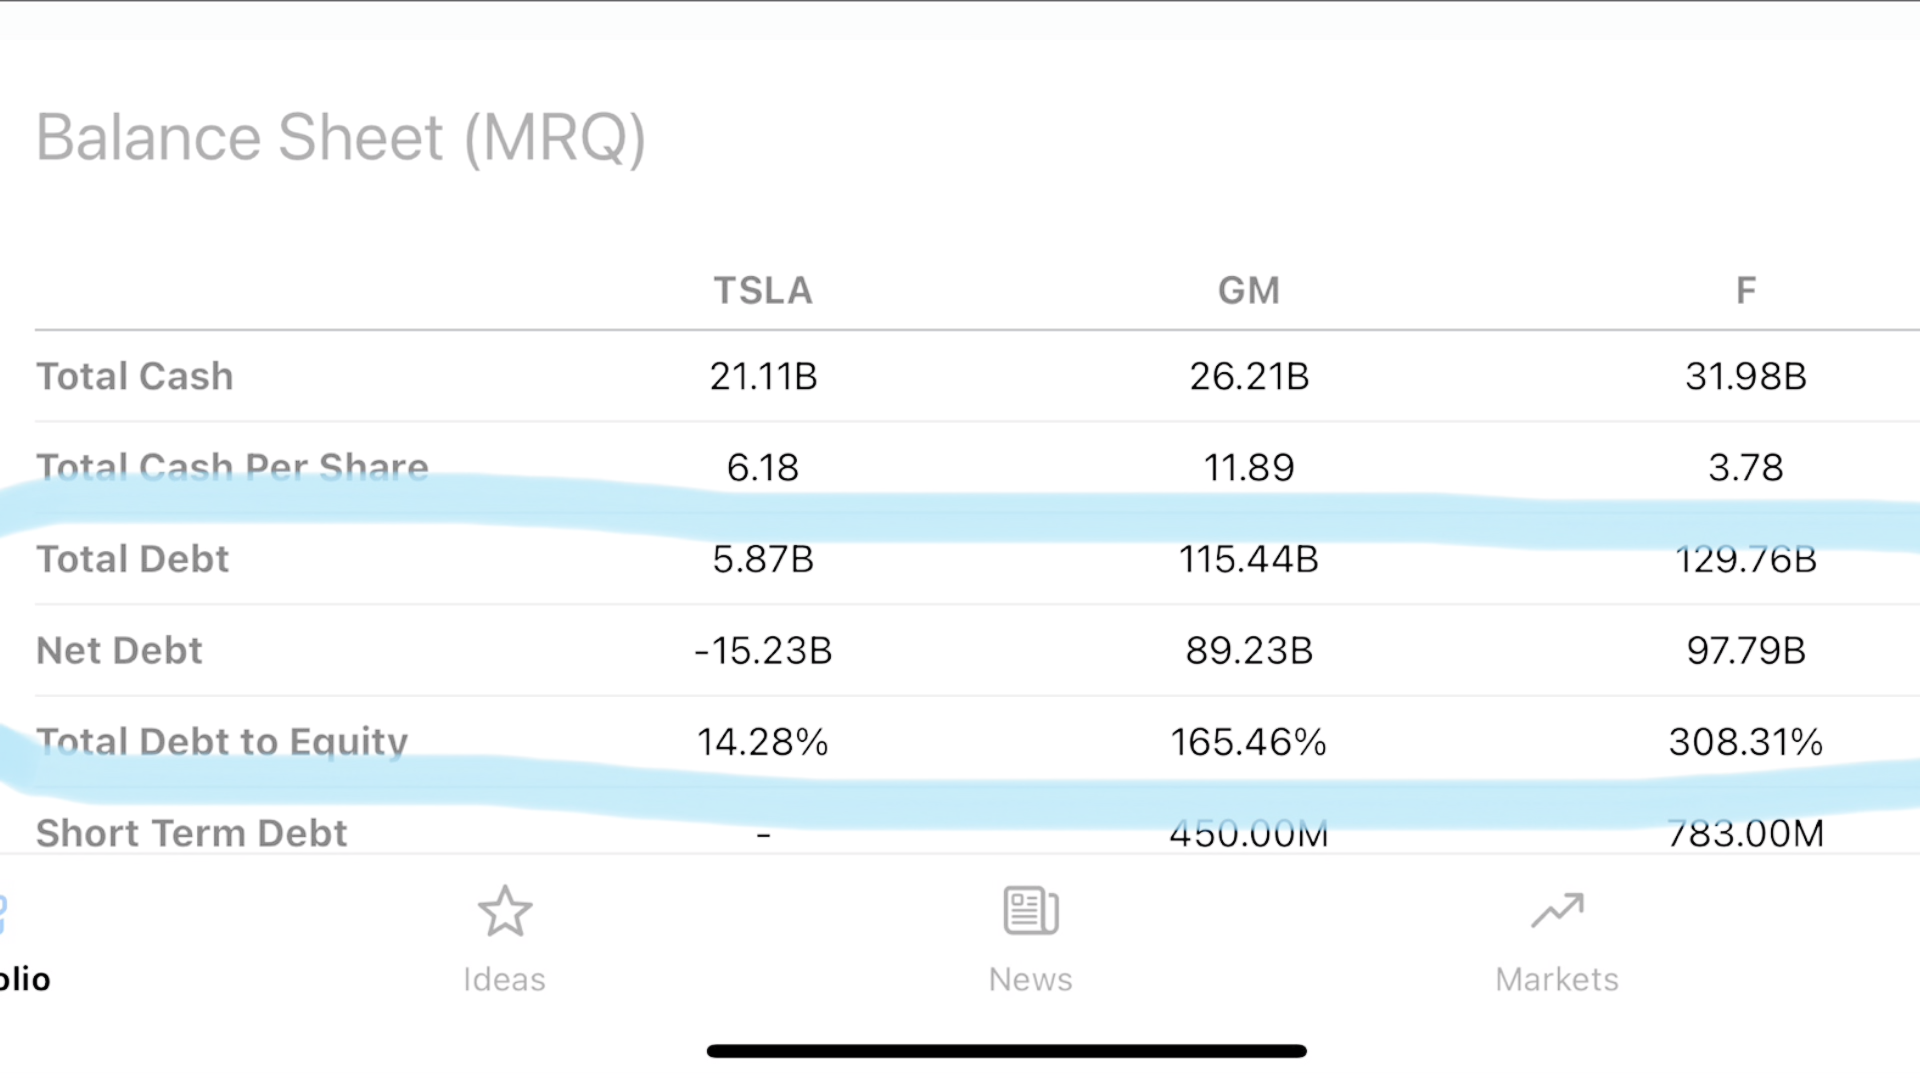 Balance Sheet (MRQ)
TSLA GM F
Total Cash 21.11B 26.21B 31.98B
Total Cash Per Share 6.18 11.89 3.78
Total Debt 5.87B 115.44B 129.76B
Net Debt -15.23B 89.23B 97.79B
Total Debt to Equity 14.28% 165.46% 308.31%
Short Term Debt - 450.00M 783.00M
olio Ideas News Markets